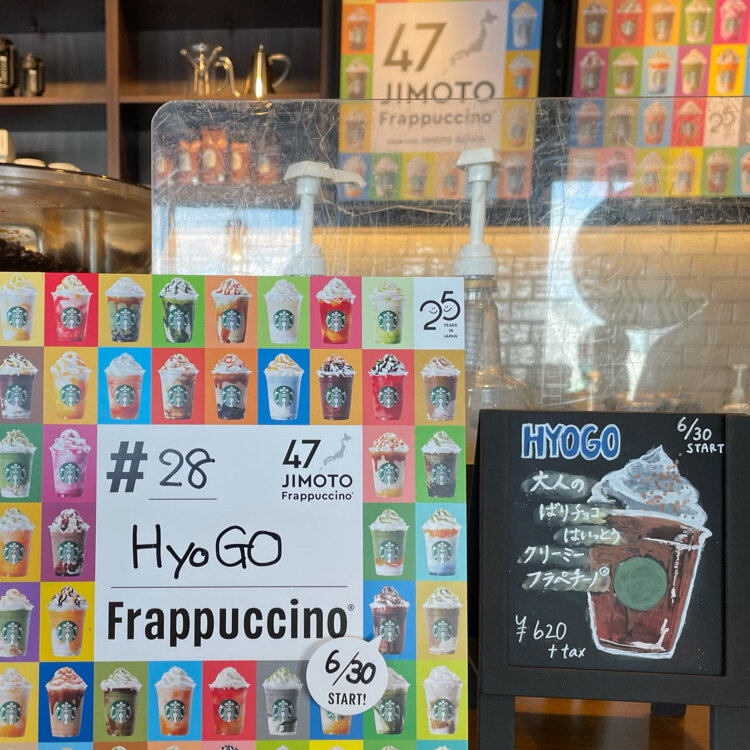 47
JIMOTO
Frappuccino®
25
25
YEARS
IN
JAPAN
#28
47
JIMOTO
Frappuccino®
HyoGO
Frappuccino®
6/30
START!
HYOGO
6/30
START
大人の
ばりチョコ
はいっとう
クリーミー
フラペチーノ®
¥620
+tax